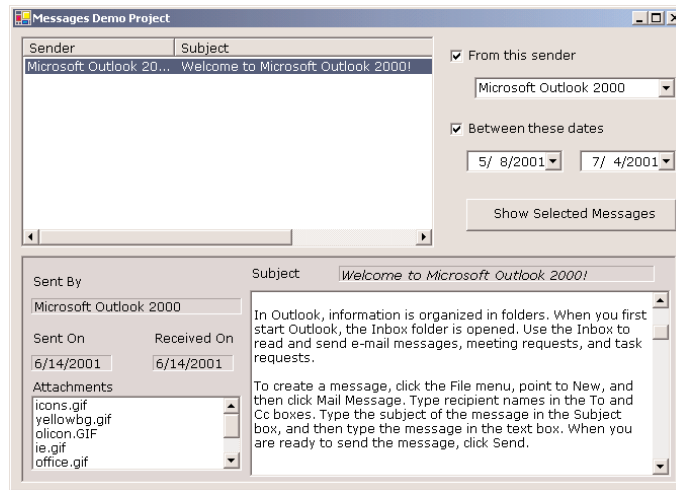 Messages Demo Project
Sender Subject
Microsoft Outlook 20... Welcome to Microsoft Outlook 2000!
From this sender
Microsoft Outlook 2000
Between these dates
5/ 8/2001 7/ 4/2001
Show Selected Messages
Sent By
Microsoft Outlook 2000
Sent On Received On
6/14/2001 6/14/2001
Attachments
icons.gif
yellowbg.gif
olicon.GIF
ie.gif
office.gif
Subject Welcome to Microsoft Outlook 2000!
In Outlook, information is organized in folders. When you first
start Outlook, the Inbox folder is opened. Use the Inbox to
read and send e-mail messages, meeting requests, and task
requests.
To create a message, click the File menu, point to New, and
then click Mail Message. Type recipient names in the To and
Cc boxes. Type the subject of the message in the Subject
box, and then type the message in the text box. When you
are ready to send the message, click Send.